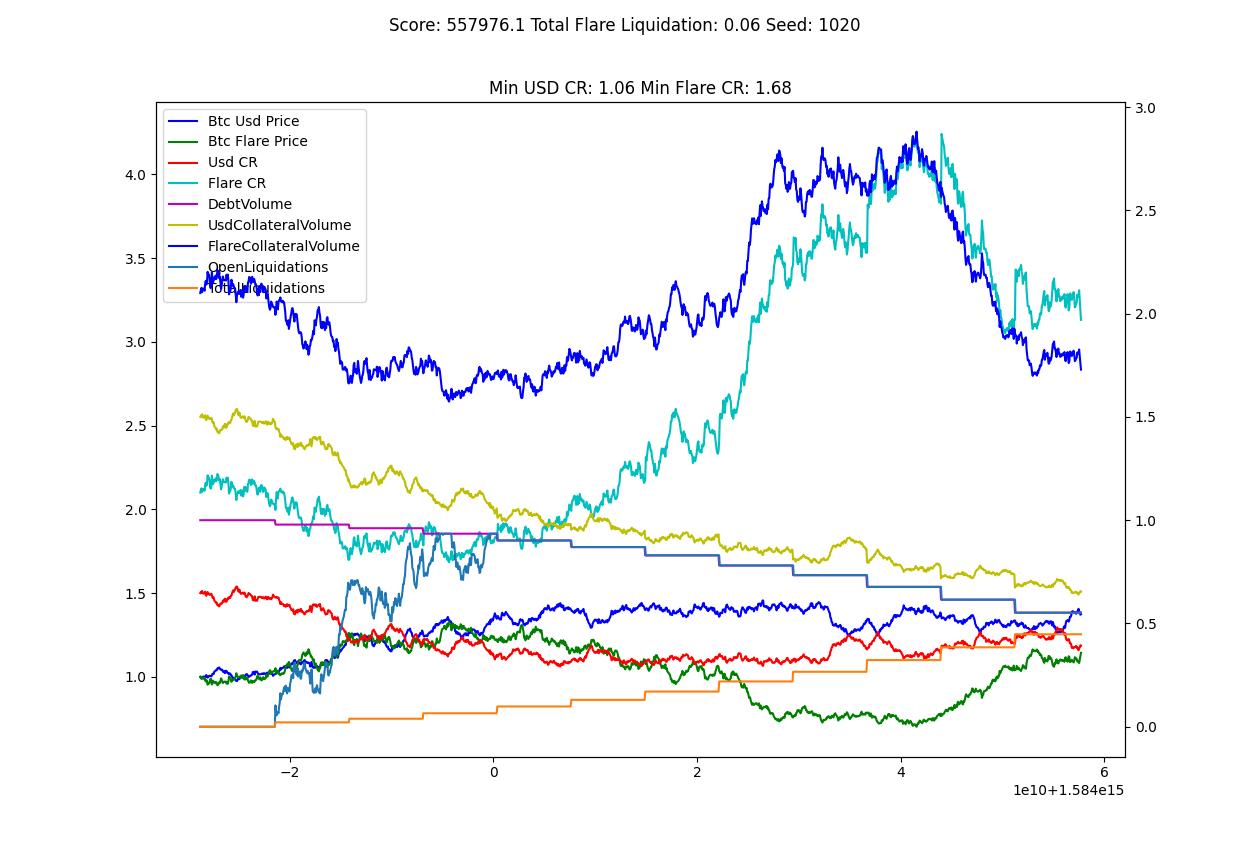 Score: 557976.1 Total Flare Liquidation: 0.06 Seed: 1020
Min USD CR: 1.06 Min Flare CR: 1.68
Btc Usd Price
Btc Flare Price
Usd CR
Flare CR
DebtVolume
UsdCollateralVolume
FlareCollateralVolume
OpenLiquidations
TotalLiquidations
4.0
3.5
3.0
2.5
2.0
1.5
1.0
3.0
2.5
2.0
1.5
1.0
0.5
0.0
−2
0
2
4
6
1e10+1.584e15